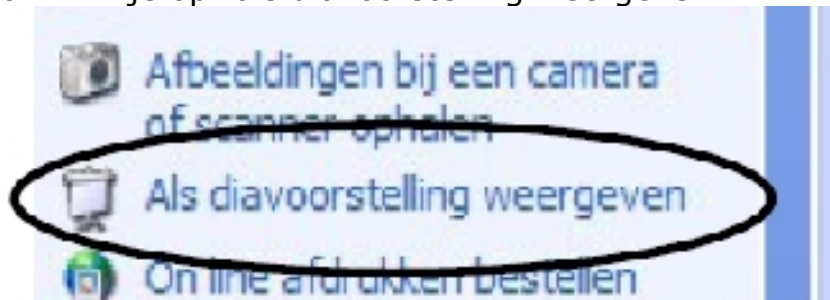 Afbeeldingen bij een camera
of scanner ophalen
Als diavoorstelling weergeven
On line afdrukken bestellen